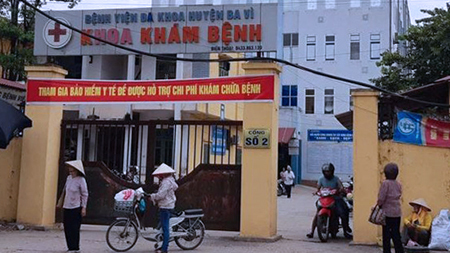 BỆNH VIỆN ĐA KHOA HUYỆN BA VÌ
KHOA KHÁM BỆNH
THAM GIA BẢO HIỂM Y TẾ ĐỂ ĐƯỢC HỖ TRỢ CHI PHÍ KHÁM CHỮA BỆNH
CỔNG
SỐ 2